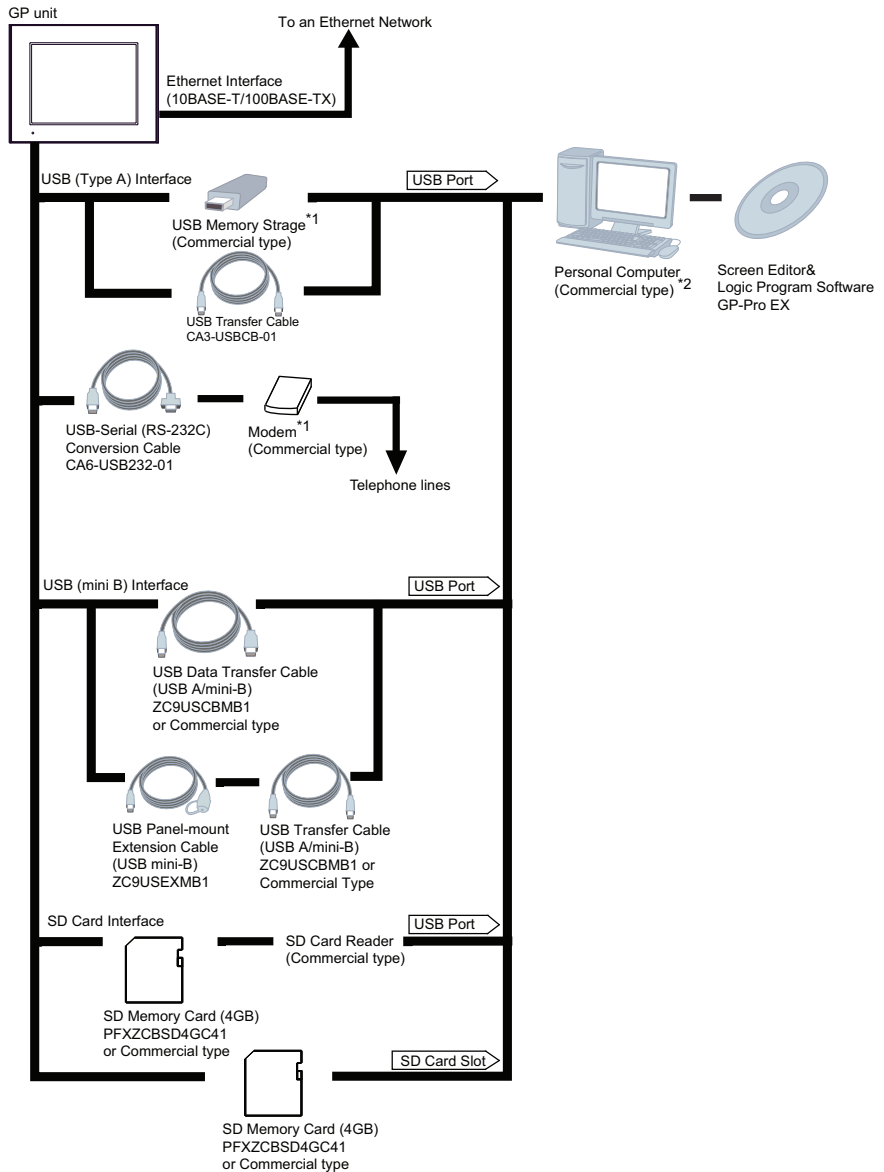 GP unit
To an Ethernet Network
Ethernet Interface
(10BASE-T/100BASE-TX)
USB (Type A) Interface
USB Port
USB Memory Strage*1
(Commercial type)
USB Transfer Cable
CA3-USBCB-01
Personal Computer
(Commercial type) *2
Screen Editor&
Logic Program Software
GP-Pro EX
USB-Serial (RS-232C)
Conversion Cable
CA6-USB232-01
Modem*1
(Commercial type)
Telephone lines
USB (mini B) Interface
USB Port
USB Data Transfer Cable
(USB A/mini-B)
ZC9USCBMB1
or Commercial type
USB Panel-mount
Extension Cable
(USB mini-B)
ZC9USEXMB1
USB Transfer Cable
(USB A/mini-B)
ZC9USCBMB1 or
Commercial Type
SD Card Interface
USB Port
SD Card Reader
(Commercial type)
SD Memory Card (4GB)
PFXZCBSD4GC41
or Commercial type
SD Card Slot
SD Memory Card (4GB)
PFXZCBSD4GC41
or Commercial type